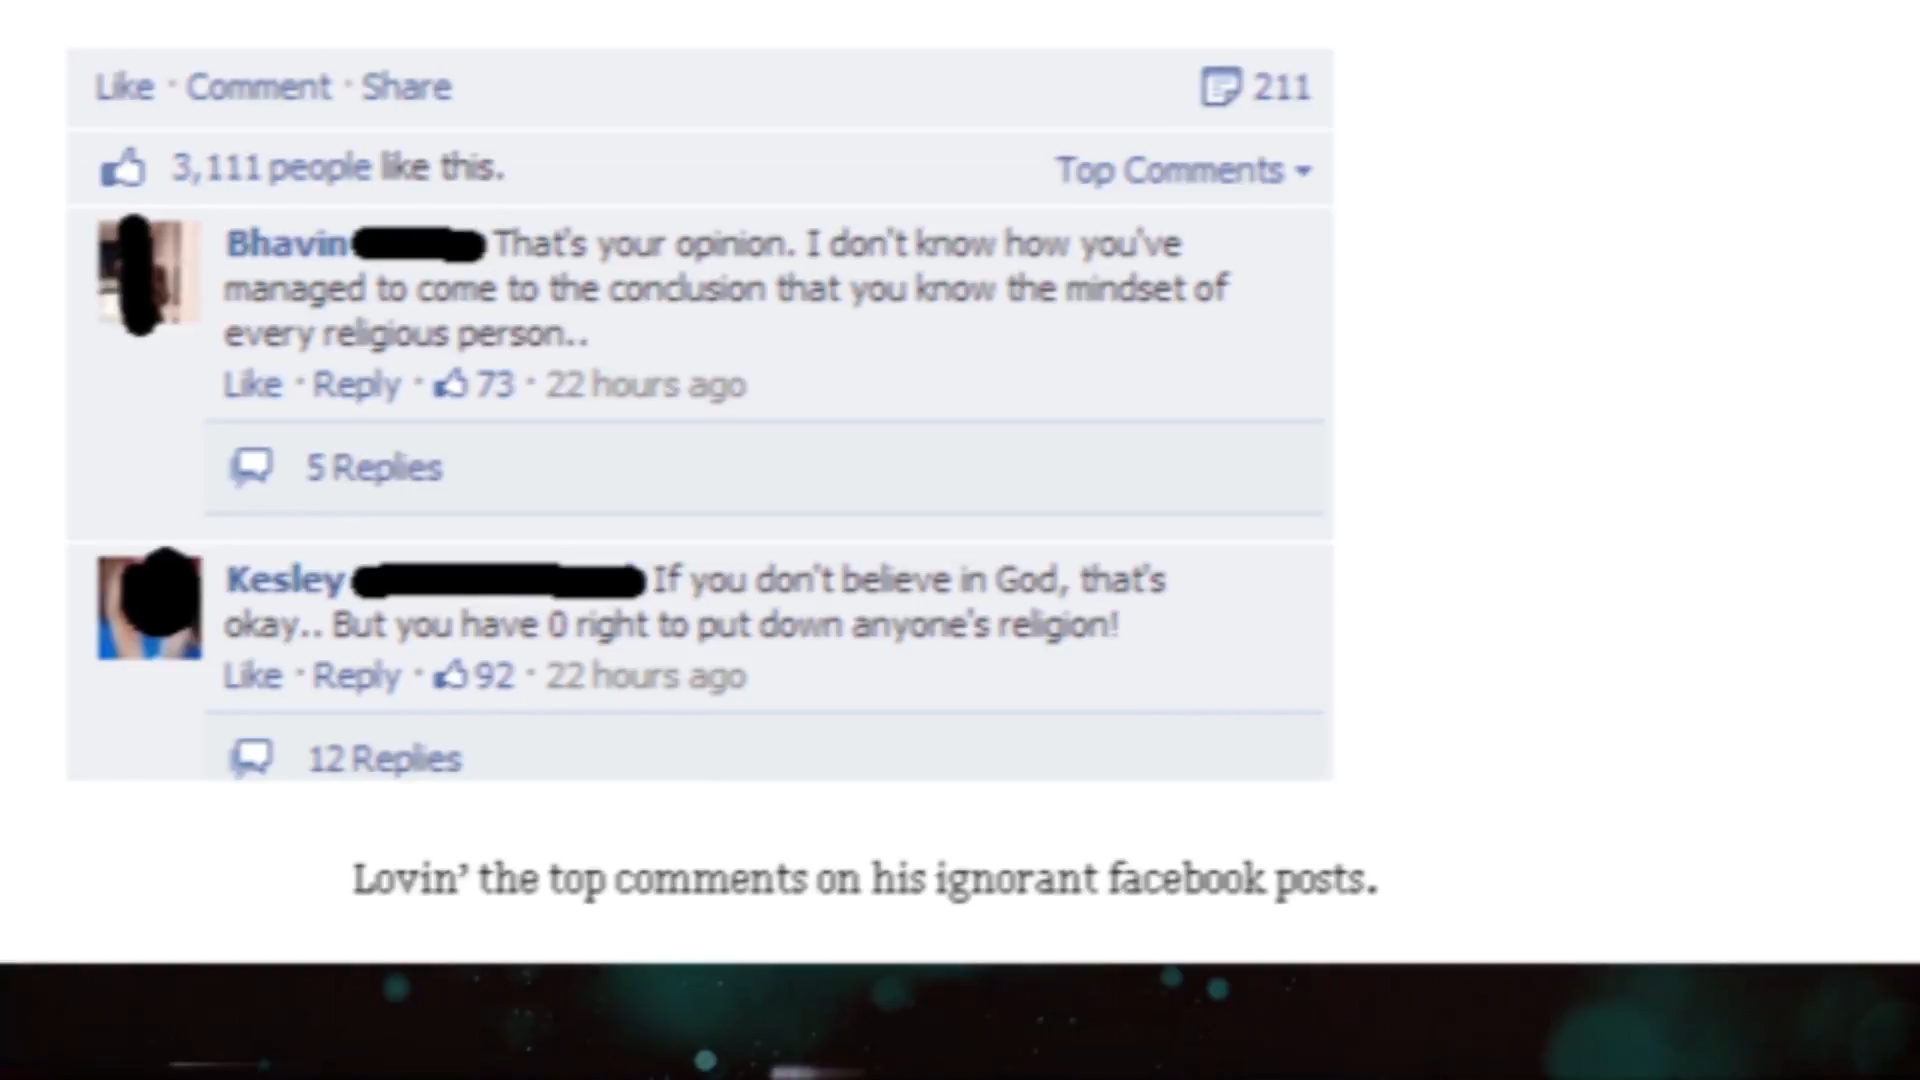 Like · Comment · Share 211
3,111 people like this. Top Comments
Bhavin That's your opinion. I don't know how you've
managed to come to the conclusion that you know the mindset of
every religious person..
Like · Reply · 73 · 22 hours ago
5 Replies
Kesley If you don't believe in God, that's
okay.. But you have 0 right to put down anyone's religion!
Like · Reply · 92 · 22 hours ago
12 Replies
Lovin' the top comments on his ignorant facebook posts.